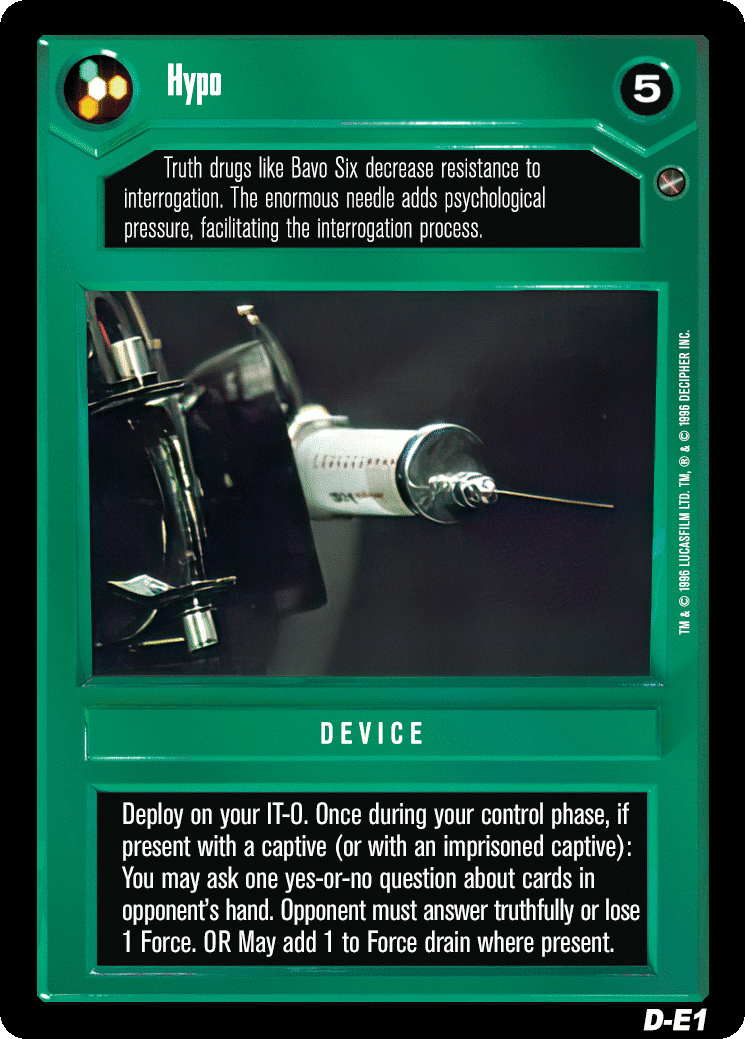 Hypo
5
Truth drugs like Bavo Six decrease resistance to
interrogation. The enormous needle adds psychological
pressure, facilitating the interrogation process.
TM & © 1996 LUCASFILM LTD. TM, ® & © 1996 DECIPHER INC.
DEVICE
Deploy on your IT-O. Once during your control phase, if
present with a captive (or with an imprisoned captive):
You may ask one yes-or-no question about cards in
opponent's hand. Opponent must answer truthfully or lose
1 Force. OR May add 1 to Force drain where present.
D-E1